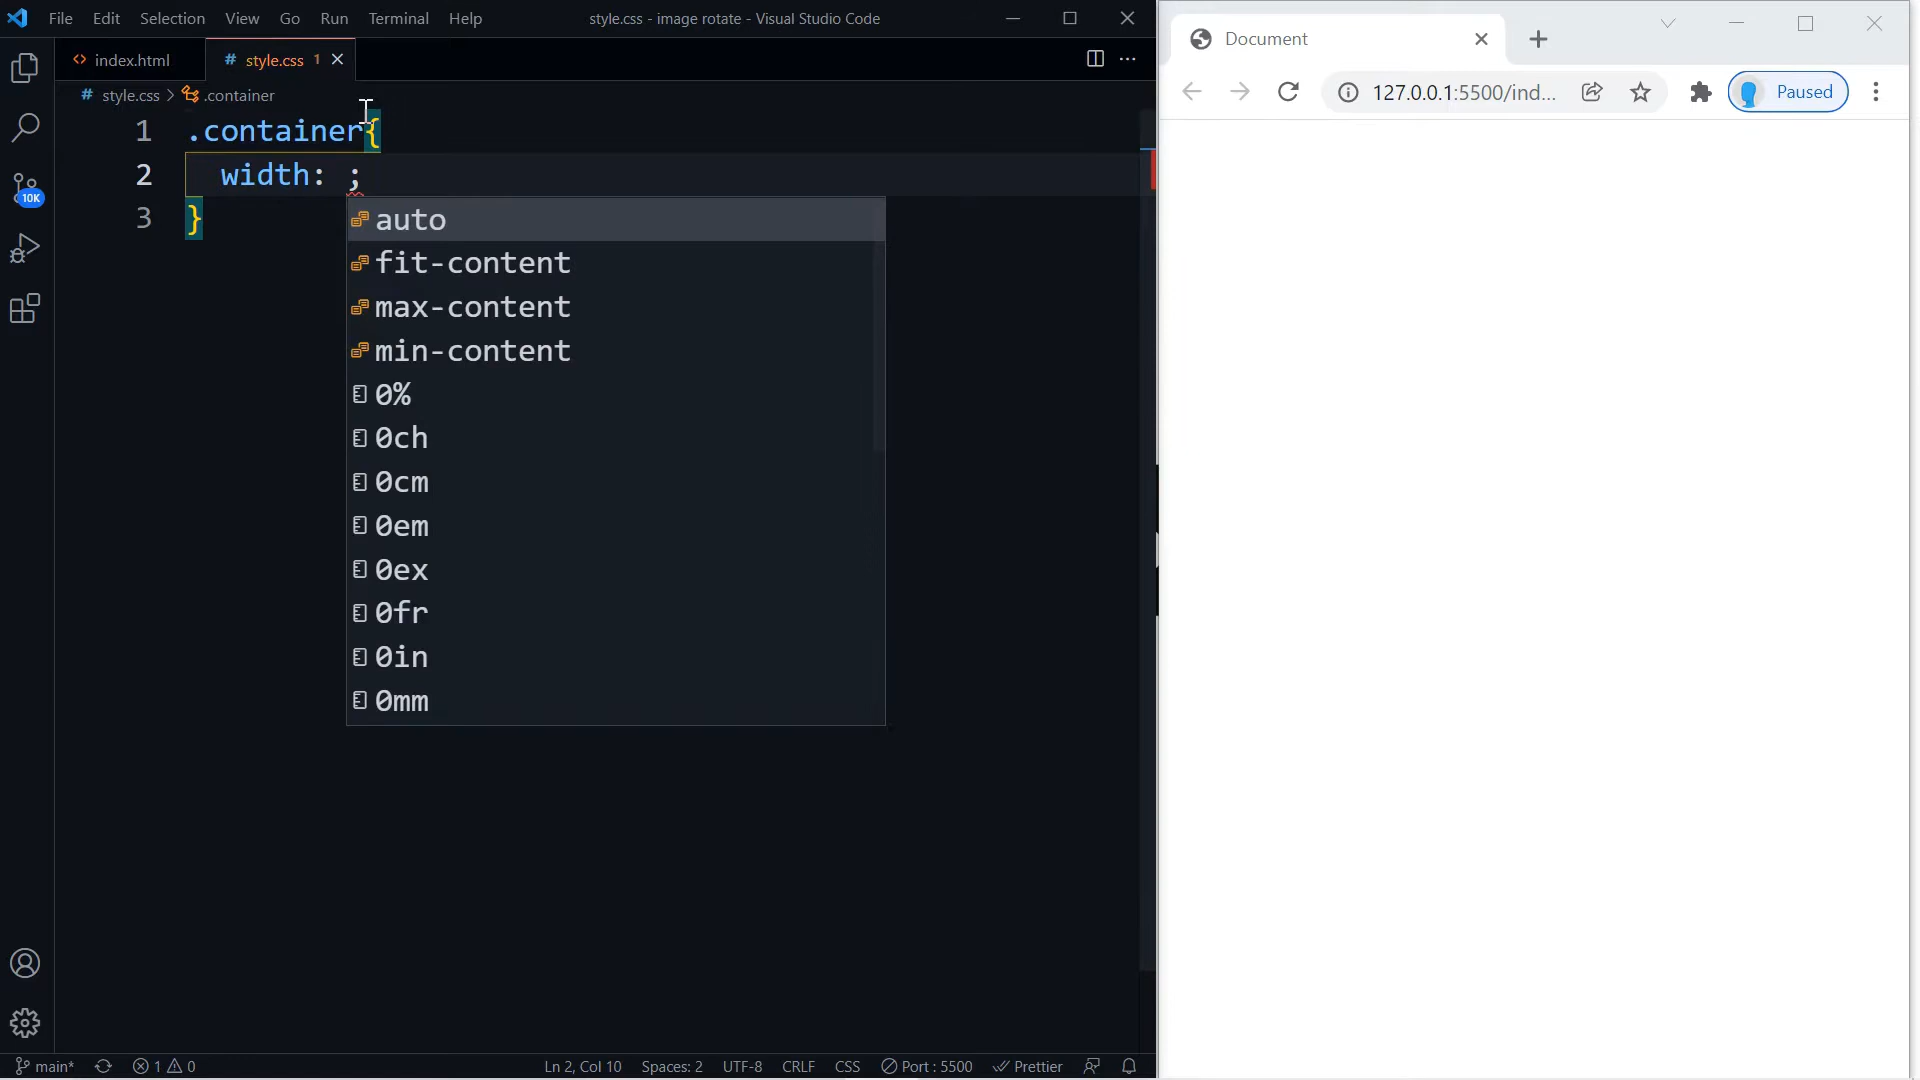 File Edit Selection View Go Run Terminal Help style.css - image rotate - Visual Studio Code
index.html # style.css 1
# style.css > .container
1 .container{
2 width: ;
3 }
auto
fit-content
max-content
min-content
0%
0ch
0cm
0em
0ex
0fr
0in
0mm
10K
main* 1 0 Ln 2, Col 10 Spaces: 2 UTF-8 CRLF CSS Port : 5500 Prettier
Document
127.0.0.1:5500/ind... Paused